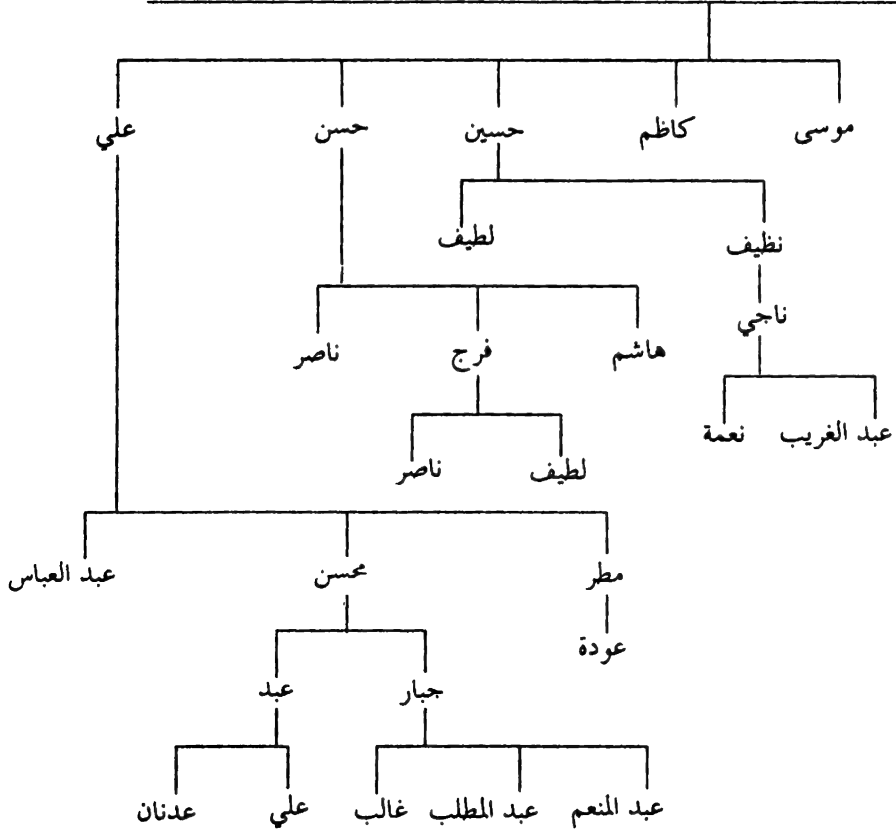 موسى كاظم حسين حسن علي
نظيف لطيف
ناجي
هاشم فرج ناصر
عبد الغريب نعمة
لطيف ناصر
مطر محسن عبد العباس
عودة
جبار عبد
عبد المنعم عبد المطلب غالب علي عدنان